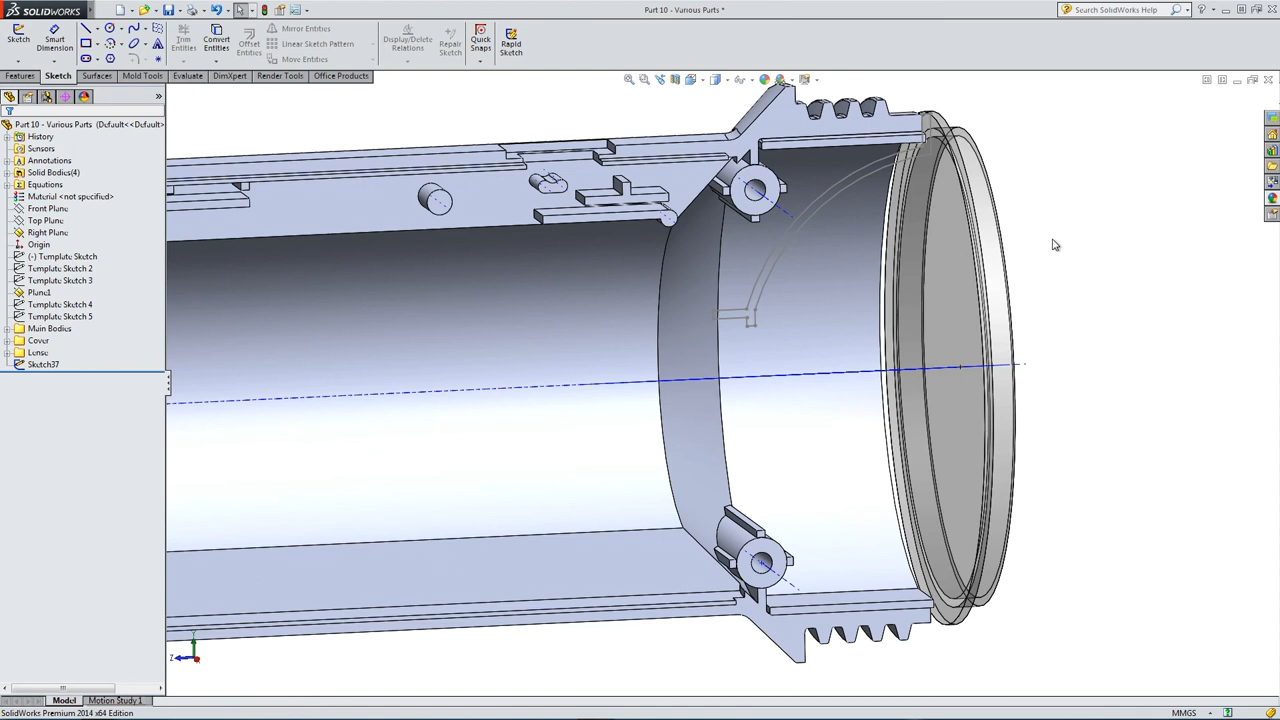 SOLIDWORKS
Part 10 - Various Parts *
Search SolidWorks Help
Sketch
Smart Dimension
Trim Entities
Convert Entities
Offset Entities
Mirror Entities
Linear Sketch Pattern
Move Entities
Display/Delete Relations
Repair Sketch
Quick Snaps
Rapid Sketch
Features
Sketch
Surfaces
Mold Tools
Evaluate
DimXpert
Render Tools
Office Products
Part 10 - Various Parts (Default<<Default>
History
Sensors
Annotations
Solid Bodies(4)
Equations
Material <not specified>
Front Plane
Top Plane
Right Plane
Origin
(-) Template Sketch
Template Sketch 2
Template Sketch 3
Plane1
Template Sketch 4
Template Sketch 5
Main Bodies
Cover
Lense
Sketch37
Y
Z
Model
Motion Study 1
SolidWorks Premium 2014 x64 Edition
MMGS